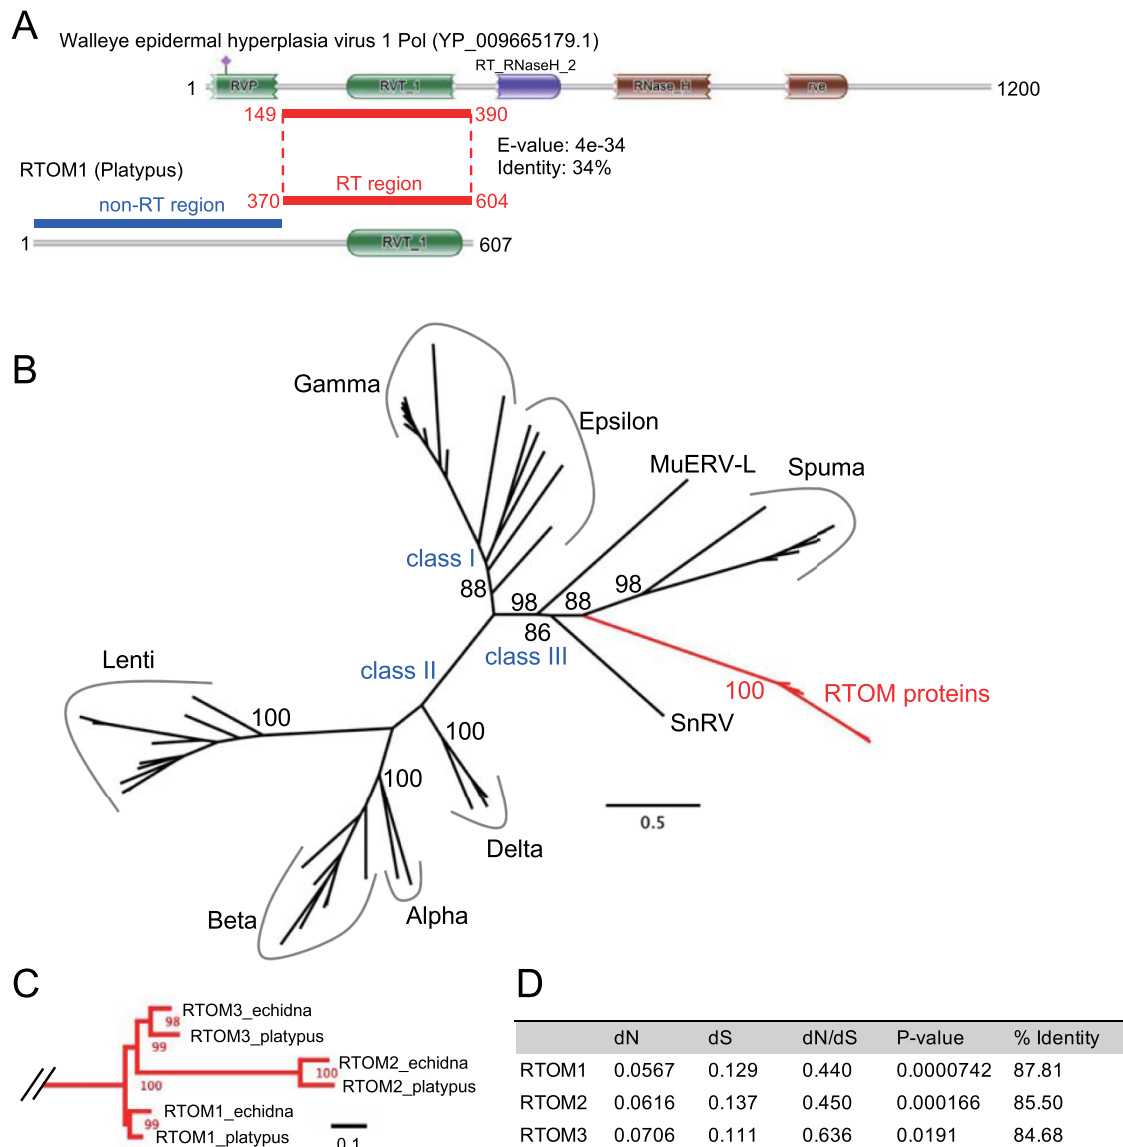 A
Walleye epidermal hyperplasia virus 1 Pol (YP_009665179.1)
RT_RNaseH_2
1 RVP RVT_1 RNase_H rve 1200
149 390
E-value: 4e-34
Identity: 34%
RTOM1 (Platypus)
RT region
non-RT region 370 604
1 RVT_1 607
B
Gamma
Epsilon
MuERV-L
Spuma
class I
88
98 88 98
86
class III
class II
Lenti
100
RTOM proteins
100
SnRV
100
100
0.5
Delta
Beta
Alpha
C
RTOM3_echidna
98
RTOM3_platypus
99
RTOM2_echidna
100
RTOM2_platypus
100
RTOM1_echidna
99
RTOM1_platypus
0.1
D
dN dS dN/dS P-value % Identity
RTOM1 0.0567 0.129 0.440 0.0000742 87.81
RTOM2 0.0616 0.137 0.450 0.000166 85.50
RTOM3 0.0706 0.111 0.636 0.0191 84.68